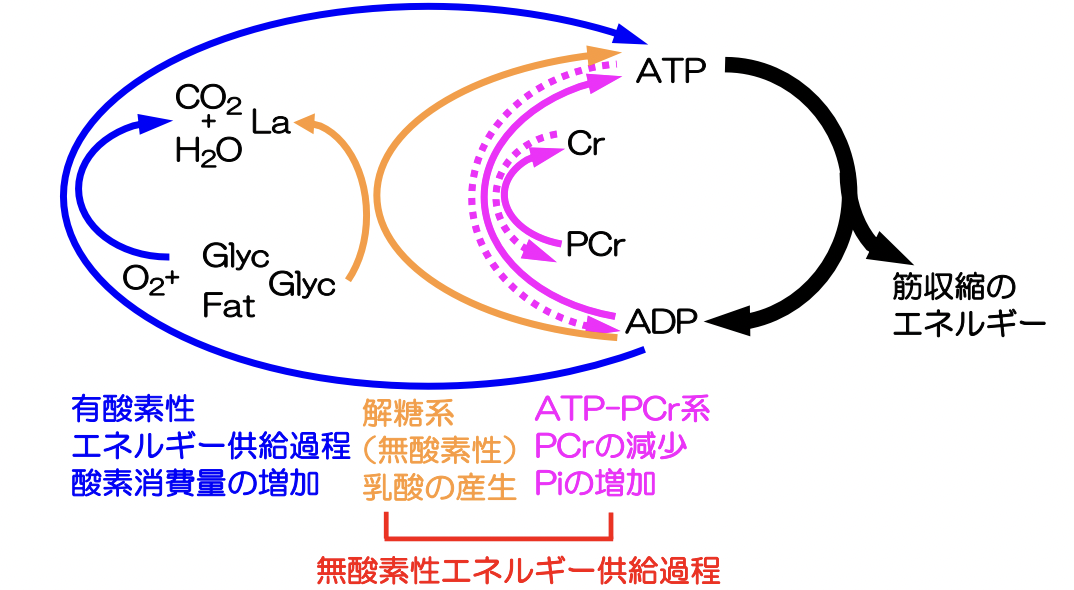 ATP
CO2
+
H2O
La
Cr
PCr
O2+
Glyc
Fat
Glyc
ADP
筋収縮の
エネルギー
有酸素性
エネルギー供給過程
酸素消費量の増加
解糖系
(無酸素性)
乳酸の産生
ATP-PCr系
PCrの減少
Piの増加
無酸素性エネルギー供給過程